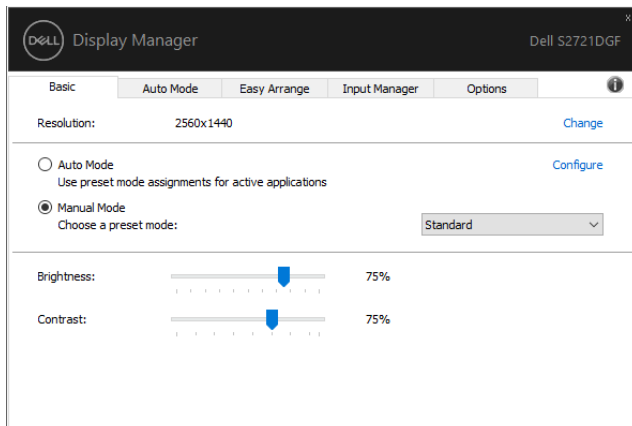 x
DELL Display Manager Dell S2721DGF
Basic Auto Mode Easy Arrange Input Manager Options i
Resolution: 2560x1440 Change
Auto Mode Configure
Use preset mode assignments for active applications
Manual Mode
Choose a preset mode: Standard
Brightness: 75%
Contrast: 75%